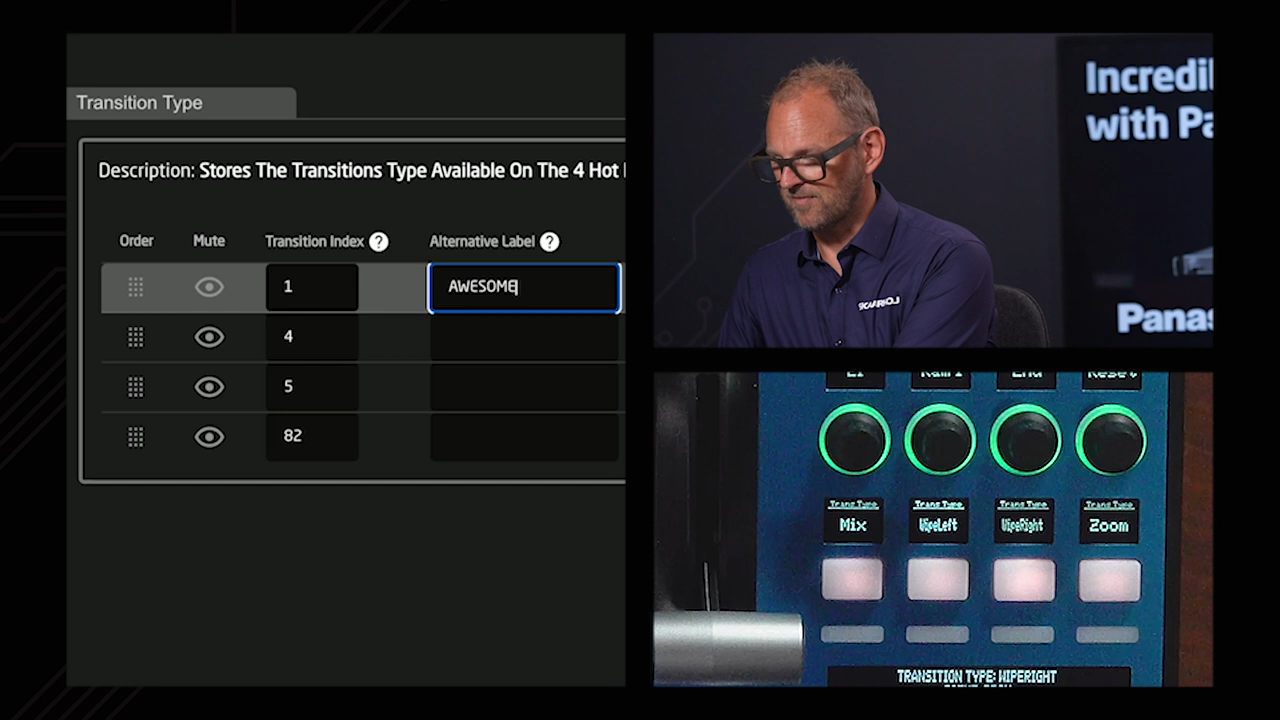 Transition Type
Description: Stores The Transitions Type Available On The 4 Hot
Order Mute Transition Index ? Alternative Label ?
1 AWESOME
4
5
82
Incredi
with Pa
SKAARHOJ
Panas
Reset
Trans Type Trans Type Trans Type Trans Type
Mix WipeLeft WipeRight Zoom
TRANSITION TYPE: WIPERIGHT